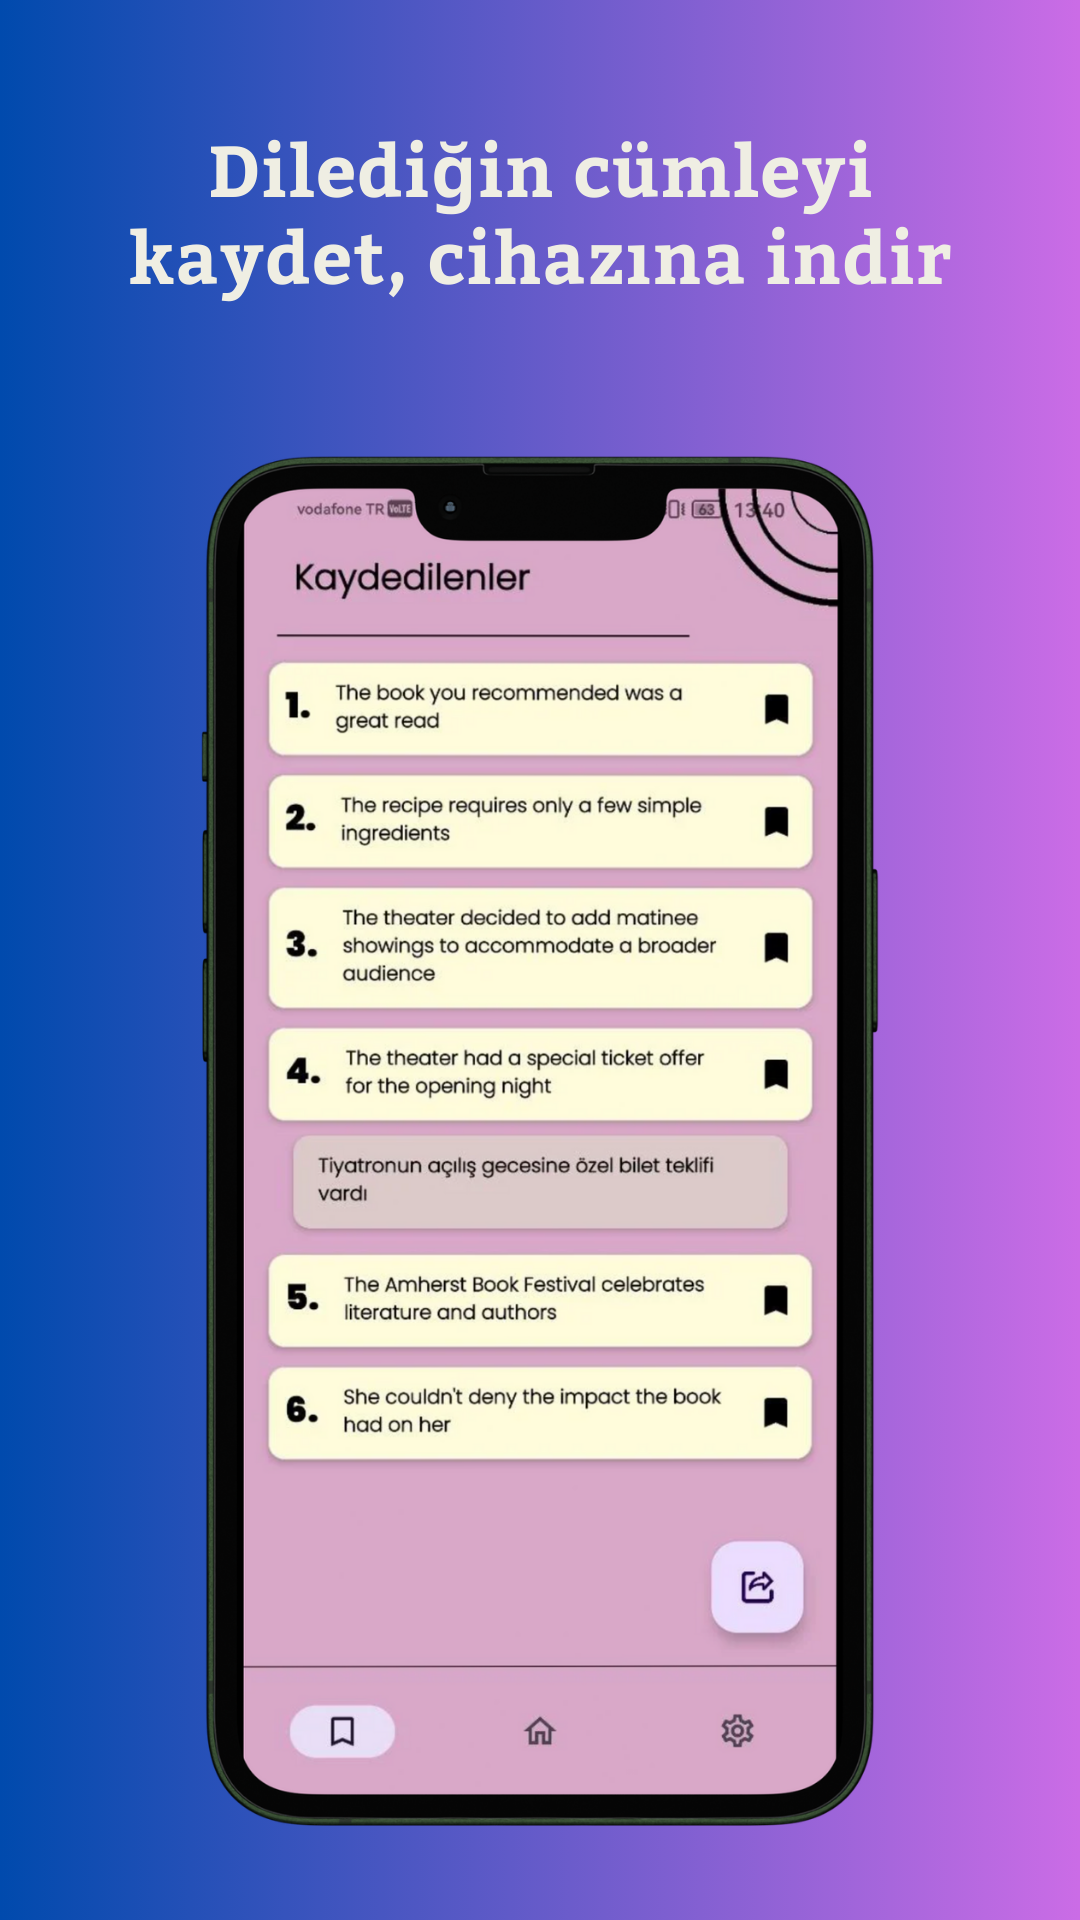 Dilediğin cümleyi
kaydet, cihazına indir
vodafone TR VoLTE 63 13:40
Kaydedilenler
1. The book you recommended was a
great read
2. The recipe requires only a few simple
ingredients
3. The theater decided to add matinee
showings to accommodate a broader
audience
4. The theater had a special ticket offer
for the opening night
Tiyatronun açılış gecesine özel bilet teklifi
vardı
5. The Amherst Book Festival celebrates
literature and authors
6. She couldn't deny the impact the book
had on her